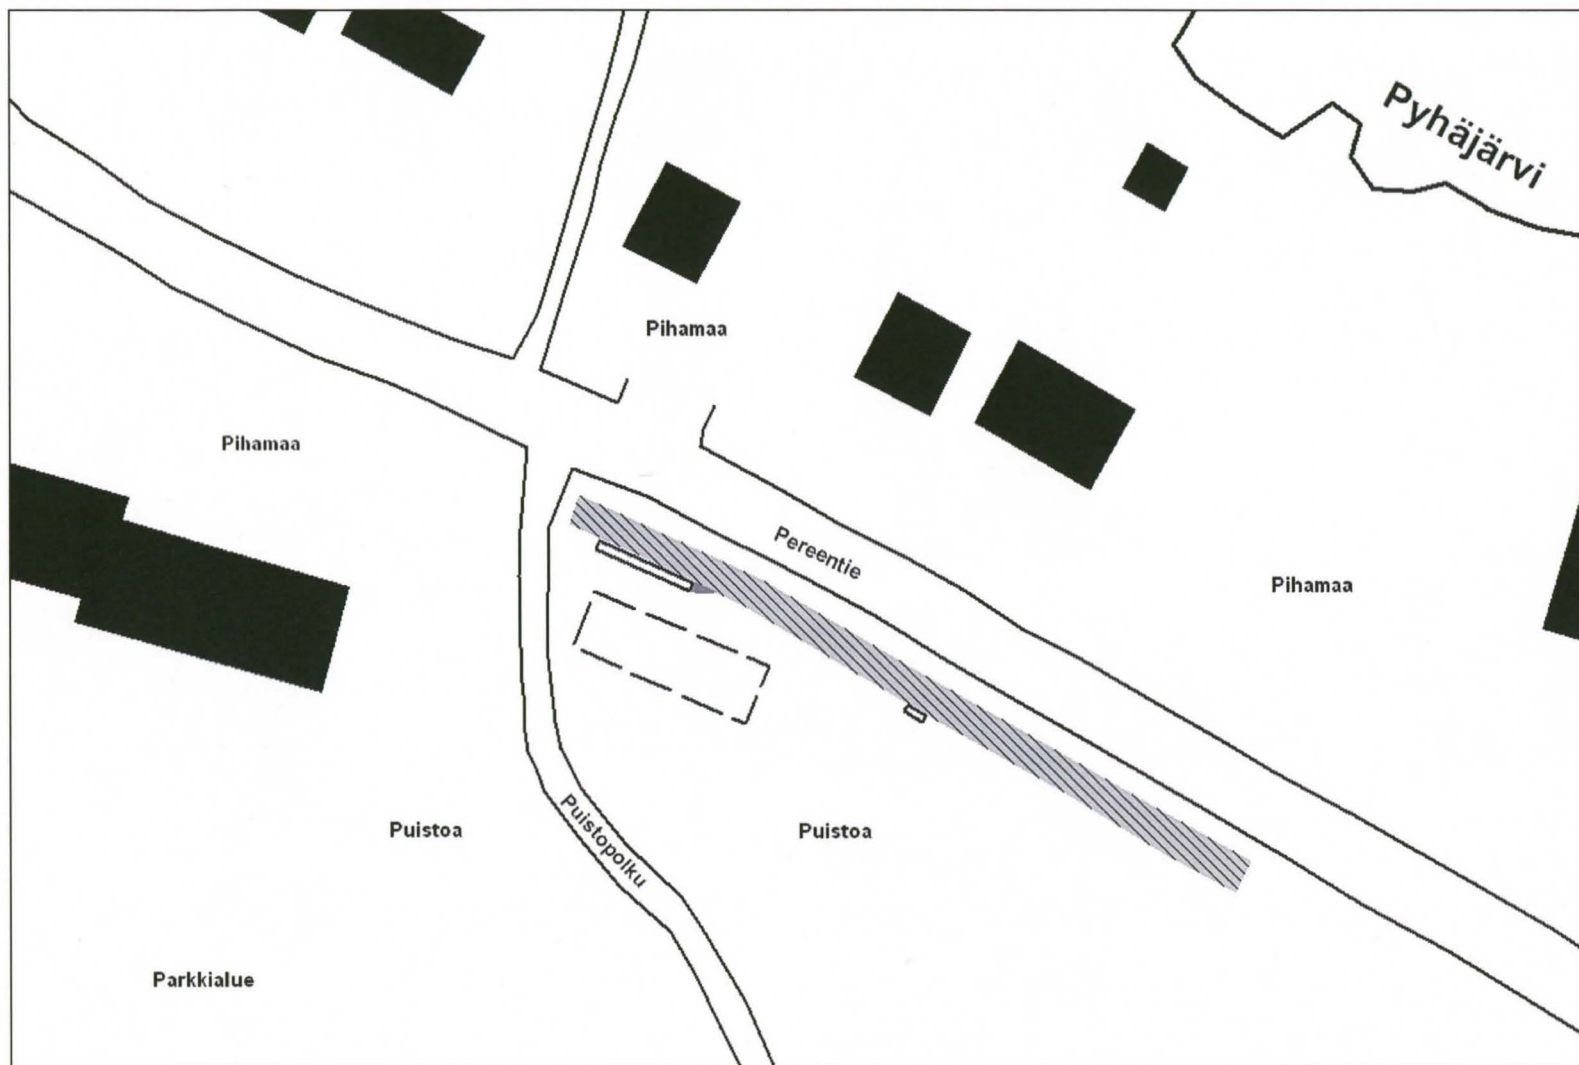 Pyhäjärvi
Pihamaa
Pihamaa
Pereentie
Pihamaa
Puistopolku
Puistoa
Puistoa
Parkkialue